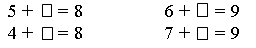 5 + □ = 8 6 + □ = 9
4 + □ = 8 7 + □ = 9